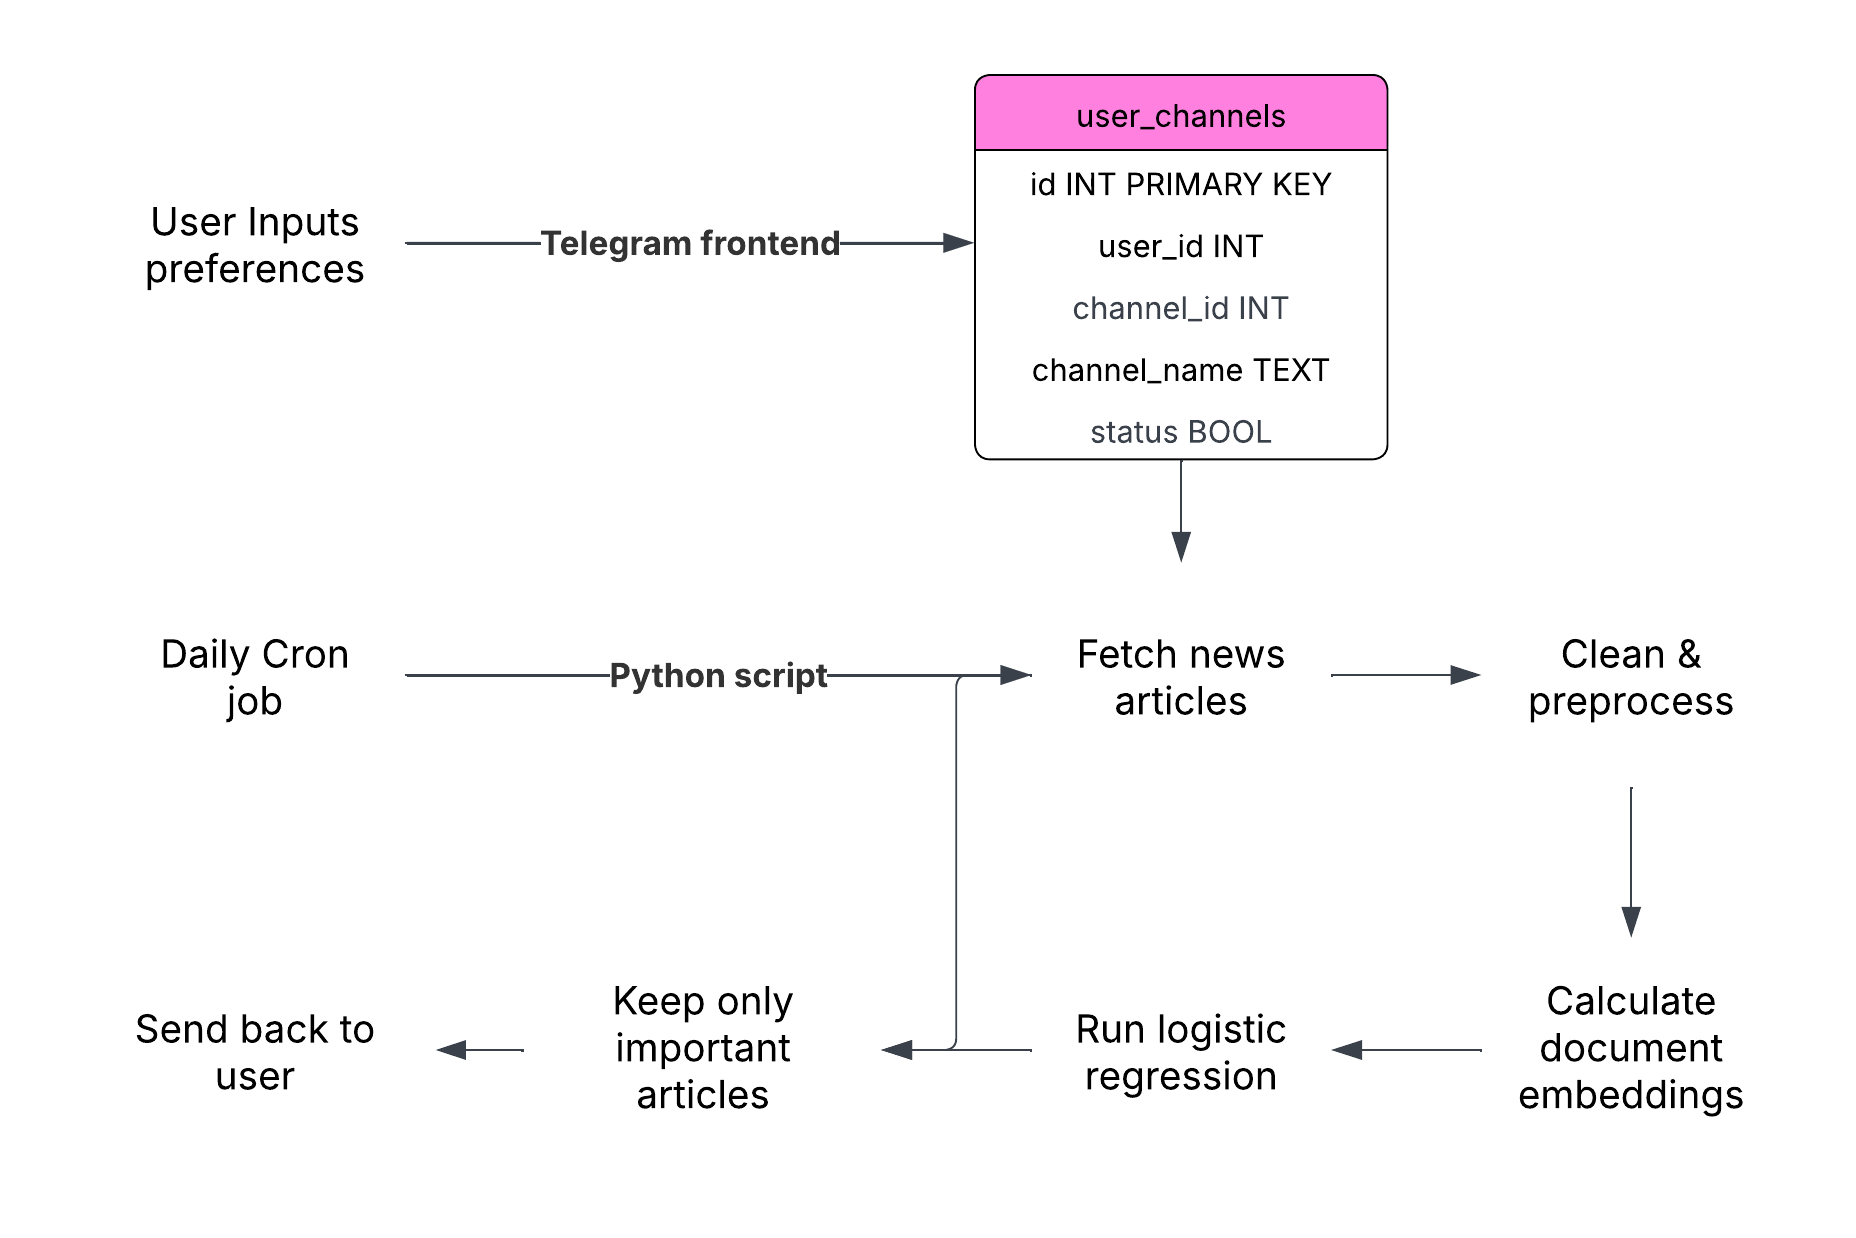 user_channels
id INT PRIMARY KEY
user_id INT
channel_id INT
channel_name TEXT
status BOOL
User Inputs
preferences
Telegram frontend
Daily Cron
job
Python script
Fetch news
articles
Clean &
preprocess
Send back to
user
Keep only
important
articles
Run logistic
regression
Calculate
document
embeddings